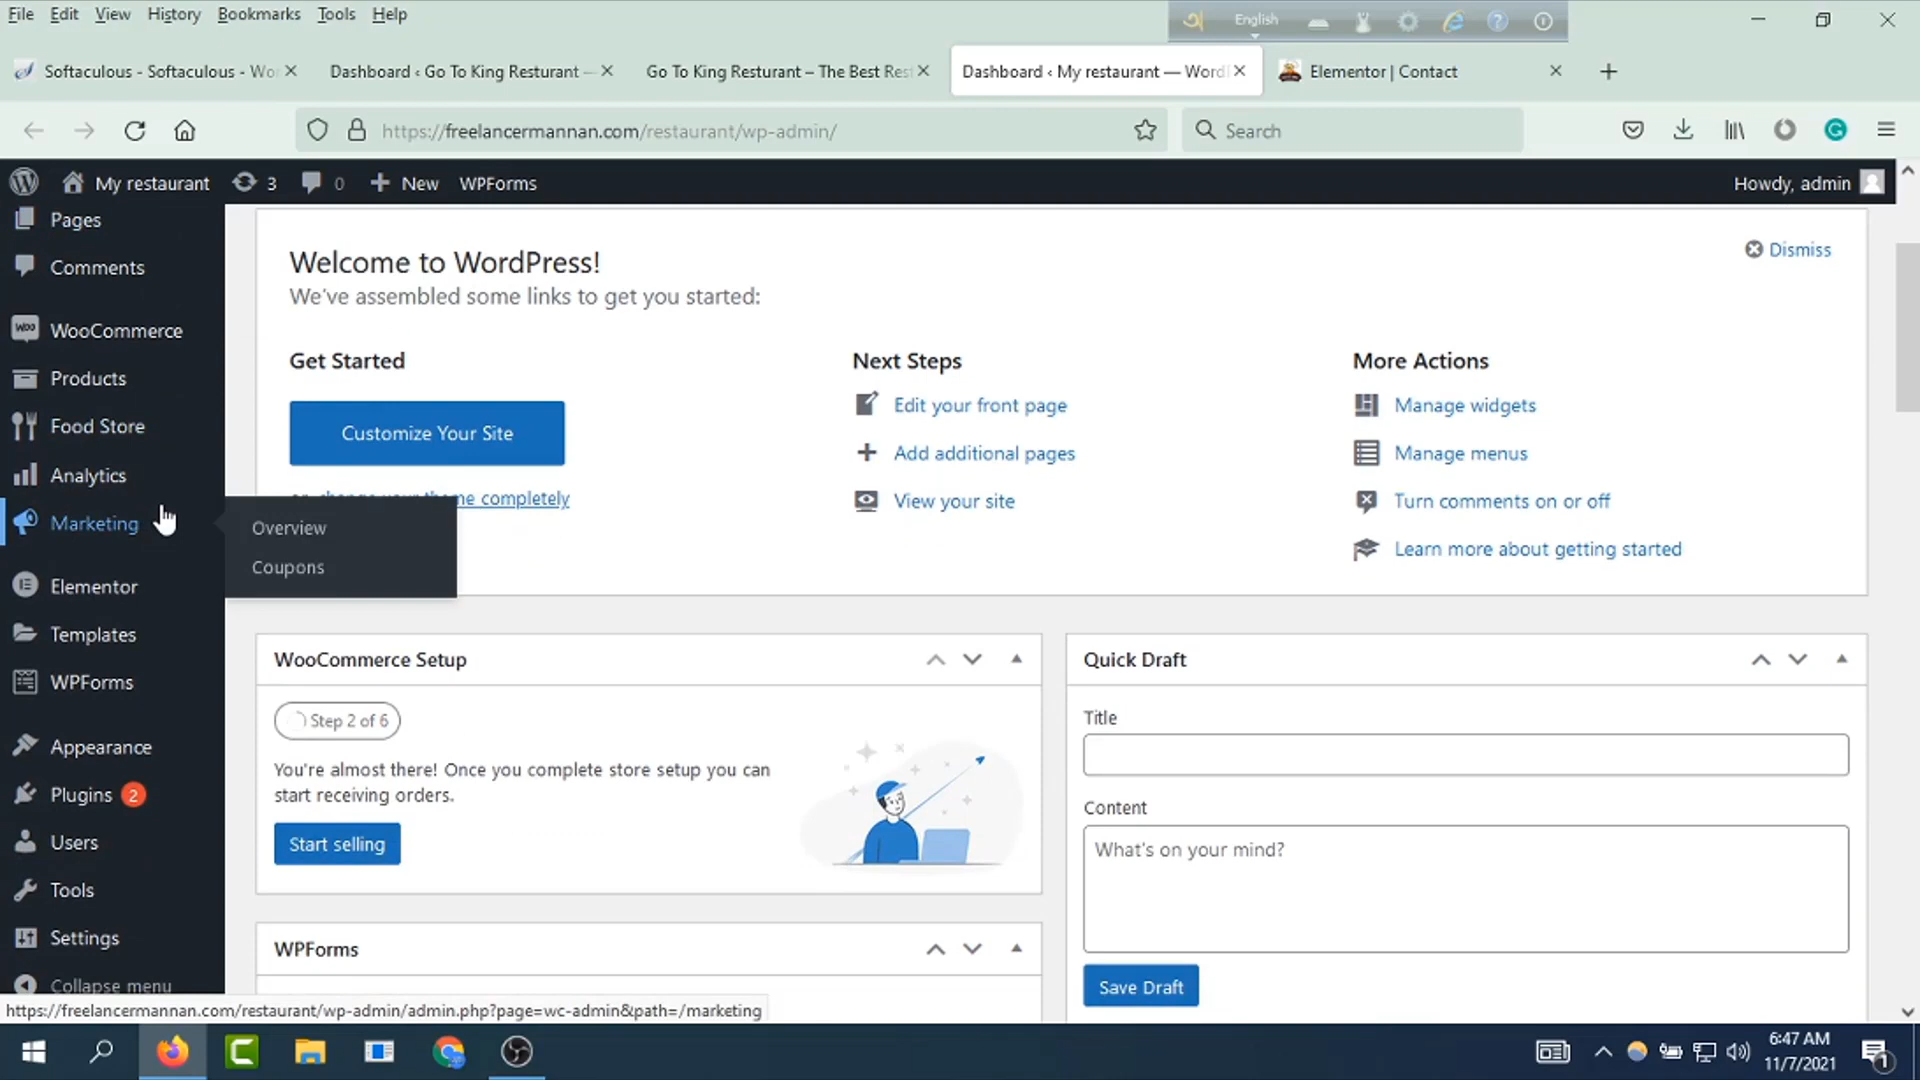 File Edit View History Bookmarks Tools Help
English
Softaculous - Softaculous - Wo
Dashboard ‹ Go To King Resturant —
Go To King Resturant – The Best Res
Dashboard ‹ My restaurant — Word
Elementor | Contact
https://freelancermannan.com/restaurant/wp-admin/
Search
My restaurant 3 0 New WPForms
Howdy, admin
Pages
Comments
WooCommerce
Products
Food Store
Analytics
Marketing
Overview
Coupons
Elementor
Templates
WPForms
Appearance
Plugins 2
Users
Tools
Settings
Collapse menu
Welcome to WordPress!
Dismiss
We've assembled some links to get you started:
Get Started
Customize Your Site
completely
Next Steps
Edit your front page
Add additional pages
View your site
More Actions
Manage widgets
Manage menus
Turn comments on or off
Learn more about getting started
WooCommerce Setup
Step 2 of 6
You're almost there! Once you complete store setup you can
start receiving orders.
Start selling
WPForms
Quick Draft
Title
Content
What's on your mind?
Save Draft
https://freelancermannan.com/restaurant/wp-admin/admin.php?page=wc-admin&path=/marketing
6:47 AM
11/7/2021
1